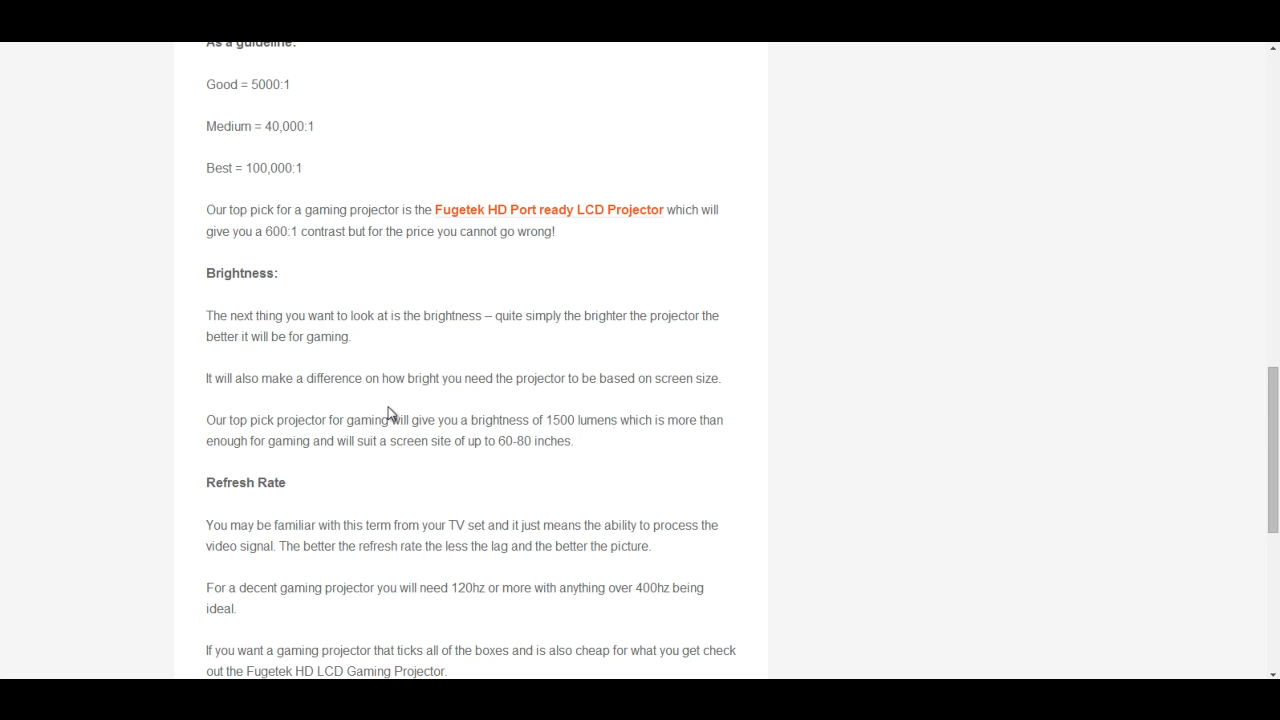 As a guideline:
Good = 5000:1
Medium = 40,000:1
Best = 100,000:1
Our top pick for a gaming projector is the Fugetek HD Port ready LCD Projector which will
give you a 600:1 contrast but for the price you cannot go wrong!
Brightness:
The next thing you want to look at is the brightness – quite simply the brighter the projector the
better it will be for gaming.
It will also make a difference on how bright you need the projector to be based on screen size.
Our top pick projector for gaming will give you a brightness of 1500 lumens which is more than
enough for gaming and will suit a screen site of up to 60-80 inches.
Refresh Rate
You may be familiar with this term from your TV set and it just means the ability to process the
video signal. The better the refresh rate the less the lag and the better the picture.
For a decent gaming projector you will need 120hz or more with anything over 400hz being
ideal.
If you want a gaming projector that ticks all of the boxes and is also cheap for what you get check
out the Fugetek HD LCD Gaming Projector.